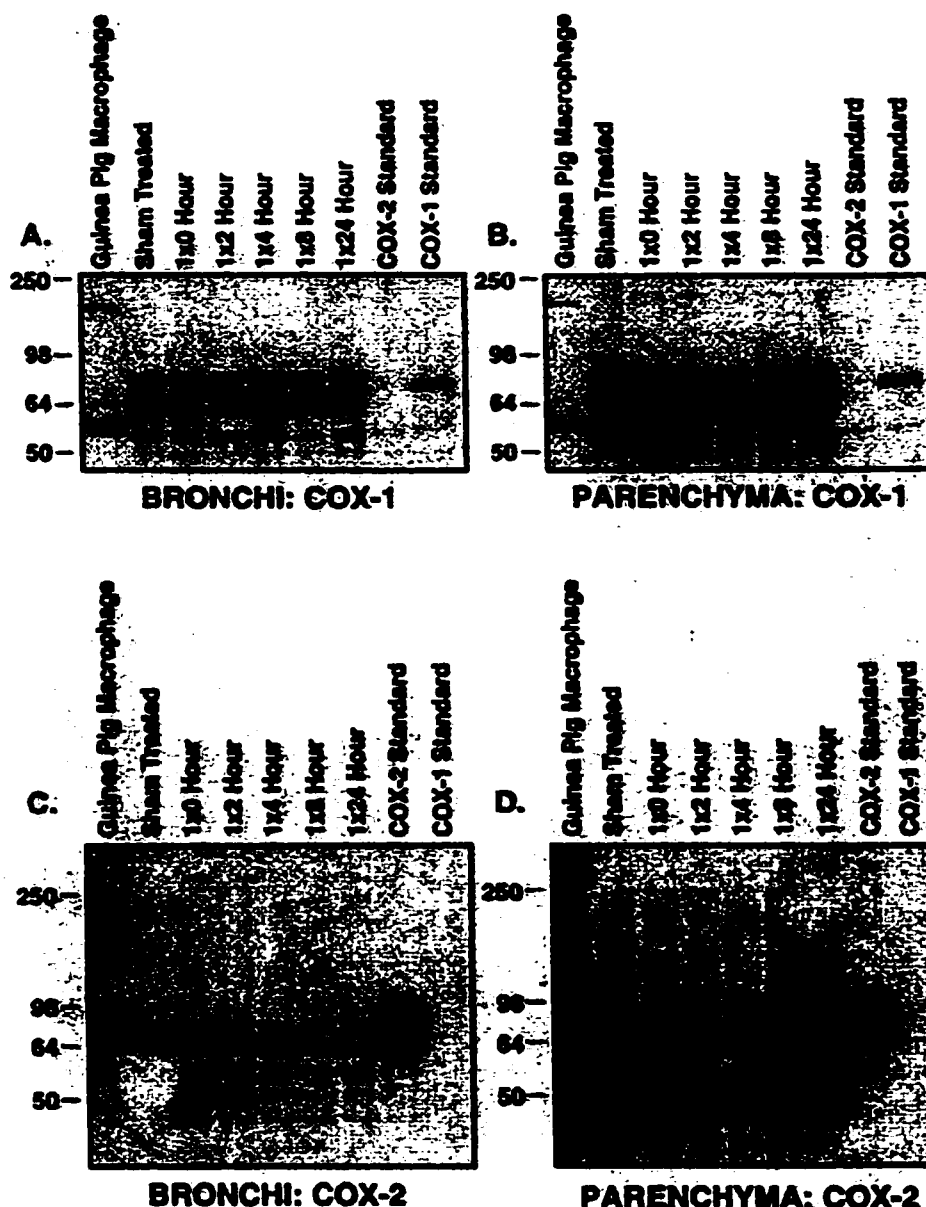 A.
Guinea Pig Macrophage
Sham Treated
1x0 Hour
1x2 Hour
1x4 Hour
1x8 Hour
1x24 Hour
COX-2 Standard
COX-1 Standard
250
98
64
50
BRONCHI: COX-1
B.
Guinea Pig Macrophage
Sham Treated
1x0 Hour
1x2 Hour
1x4 Hour
1x8 Hour
1x24 Hour
COX-2 Standard
COX-1 Standard
250
98
64
50
PARENCHYMA: COX-1
C.
Guinea Pig Macrophage
Sham Treated
1x0 Hour
1x2 Hour
1x4 Hour
1x8 Hour
1x24 Hour
COX-2 Standard
COX-1 Standard
250
98
64
50
BRONCHI: COX-2
D.
Guinea Pig Macrophage
Sham Treated
1x0 Hour
1x2 Hour
1x4 Hour
1x8 Hour
1x24 Hour
COX-2 Standard
COX-1 Standard
250
98
64
50
PARENCHYMA: COX-2